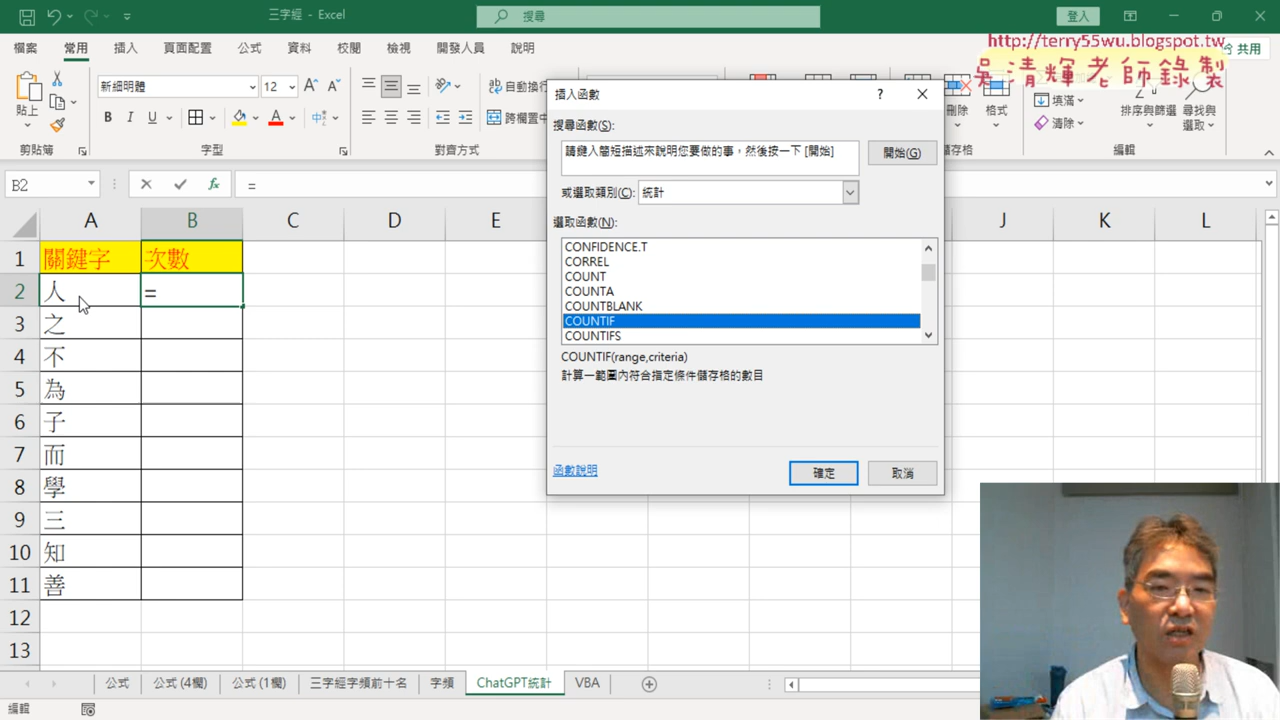 三字經 - Excel
搜尋
登入
檔案 常用 插入 頁面配置 公式 資料 校閱 檢視 開發人員 說明
共用
http://terry55wu.blogspot.tw
吳清輝老師錄製
貼上
新細明體 12
B I U A
自動換行
跨欄置中
刪除 格式
填滿
清除
排序與篩選 尋找與選取
剪貼簿 字型 對齊方式 儲存格 編輯
B2 fx =
A B C D E J K L
1 關鍵字 次數
2 人 =
3 之
4 不
5 為
6 子
7 而
8 學
9 三
10 知
11 善
12
13
插入函數 ?
搜尋函數(S):
請鍵入簡短描述來說明您要做的事，然後按一下 [開始]
開始(G)
或選取類別(C): 統計
選取函數(N):
CONFIDENCE.T
CORREL
COUNT
COUNTA
COUNTBLANK
COUNTIF
COUNTIFS
COUNTIF(range,criteria)
計算一範圍內符合指定條件儲存格的數目
函數說明
確定 取消
公式 公式 (4欄) 公式 (1欄) 三字經字頻前十名 字頻 ChatGPT統計 VBA
編輯